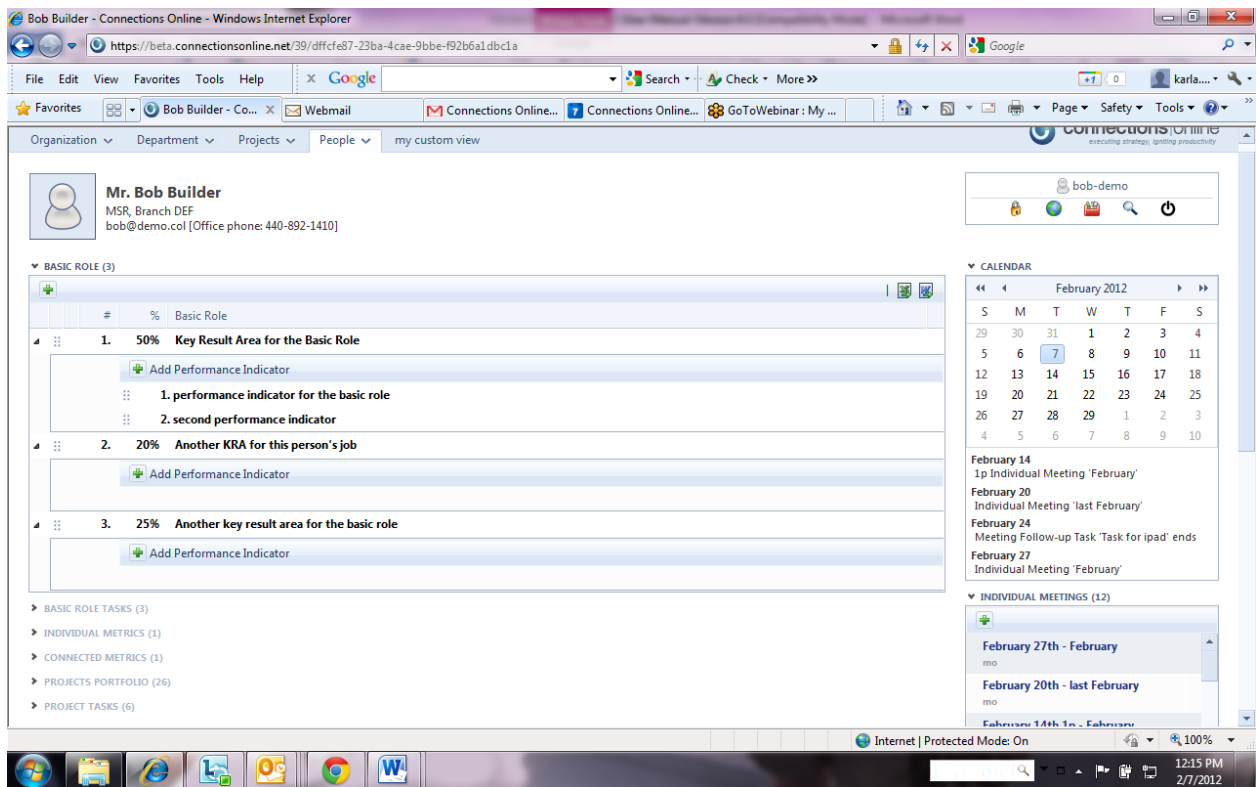 Bob Builder - Connections Online - Windows Internet Explorer
https://beta.connectionsonline.net/39/dffcfe87-23ba-4cae-9bbe-f92b6a1dbc1a
Google
File Edit View Favorites Tools Help
x Google
Search
Check
More >>
+1 0
karla....
Favorites
Bob Builder - Co... X
Webmail
Connections Online...
7 Connections Online...
GoToWebinar : My ...
Page Safety Tools
Organization Department Projects People my custom view
connections|online
executing strategy, igniting productivity
Mr. Bob Builder
MSR, Branch DEF
bob@demo.col [Office phone: 440-892-1410]
bob-demo
BASIC ROLE (3)
# % Basic Role
1. 50% Key Result Area for the Basic Role
Add Performance Indicator
1. performance indicator for the basic role
2. second performance indicator
2. 20% Another KRA for this person's job
Add Performance Indicator
3. 25% Another key result area for the basic role
Add Performance Indicator
BASIC ROLE TASKS (3)
INDIVIDUAL METRICS (1)
CONNECTED METRICS (1)
PROJECTS PORTFOLIO (26)
PROJECT TASKS (6)
CALENDAR
February 2012
S M T W T F S
29 30 31 1 2 3 4
5 6 7 8 9 10 11
12 13 14 15 16 17 18
19 20 21 22 23 24 25
26 27 28 29 1 2 3
4 5 6 7 8 9 10
February 14
1p Individual Meeting 'February'
February 20
Individual Meeting 'last February'
February 24
Meeting Follow-up Task 'Task for ipad' ends
February 27
Individual Meeting 'February'
INDIVIDUAL MEETINGS (12)
February 27th - February
mo
February 20th - last February
mo
February 14th 1p - February
Internet | Protected Mode: On
100%
12:15 PM
2/7/2012